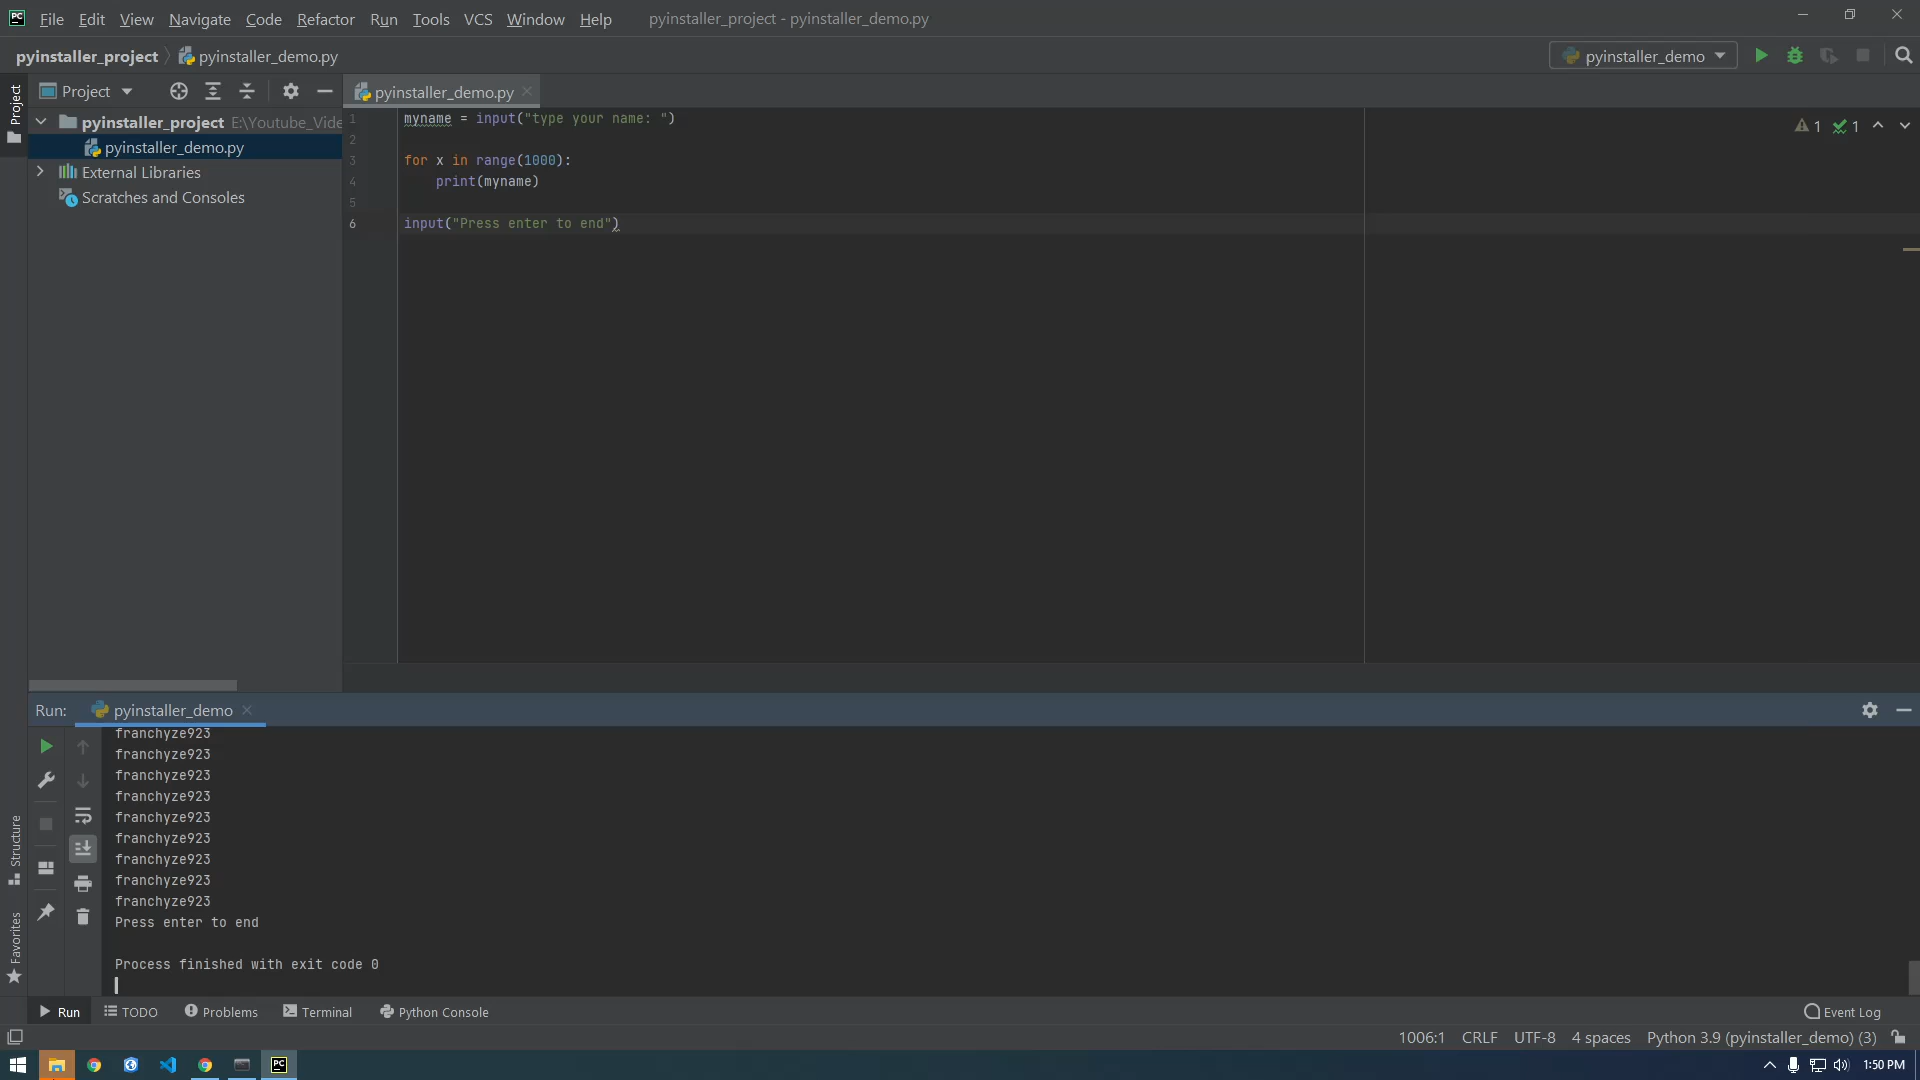 PC File Edit View Navigate Code Refactor Run Tools VCS Window Help pyinstaller_project - pyinstaller_demo.py
pyinstaller_project pyinstaller_demo.py pyinstaller_demo
Project Project pyinstaller_demo.py
pyinstaller_project E:\Youtube_Vide
pyinstaller_demo.py
External Libraries
Scratches and Consoles
1 myname = input("type your name: ") 1 1
2
3 for x in range(1000):
4 print(myname)
5
6 input("Press enter to end")
Run: pyinstaller_demo
franchyze923
franchyze923
franchyze923
franchyze923
franchyze923
franchyze923
franchyze923
franchyze923
franchyze923
Press enter to end
Process finished with exit code 0
Structure
Favorites
Run TODO Problems Terminal Python Console Event Log
1006:1 CRLF UTF-8 4 spaces Python 3.9 (pyinstaller_demo) (3)
PC 1:50 PM